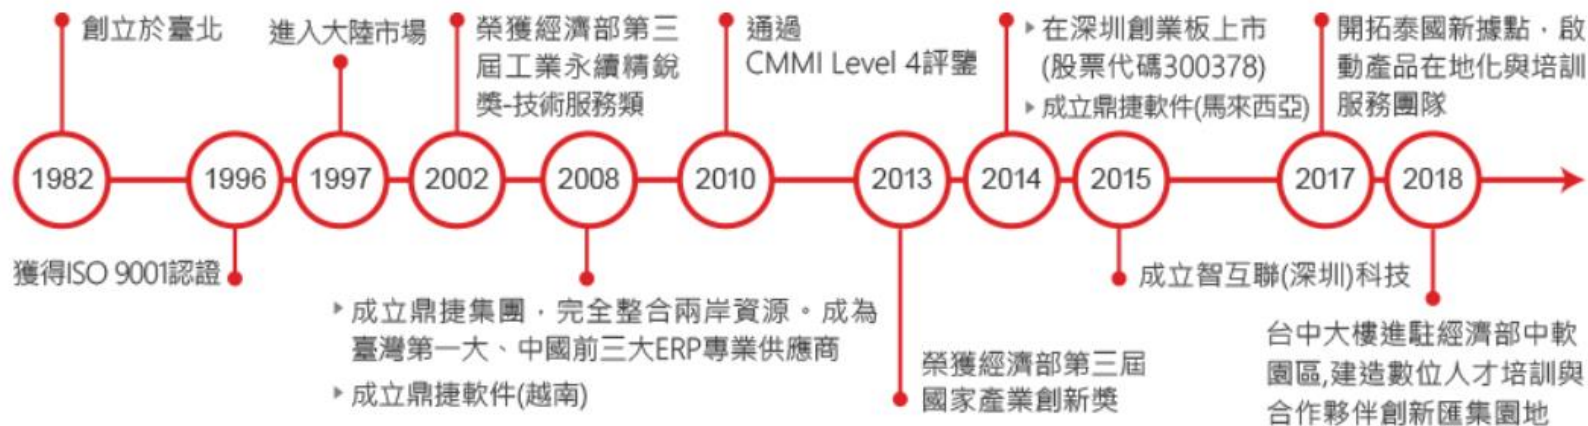 創立於臺北
進入大陸市場
榮獲經濟部第三
屆工業永續精銳
獎-技術服務類
通過
CMMI Level 4評鑒
在深圳創業板上市
(股票代碼300378)
成立鼎捷軟件(馬來西亞)
開拓泰國新據點,啟
動產品在地化與培訓
服務團隊
1982
1996
1997
2002
2008
2010
2013
2014
2015
2017
2018
獲得ISO 9001認證
成立鼎捷集團,完全整合兩岸資源。成為
臺灣第一大、中國前三大ERP專業供應商
成立鼎捷軟件(越南)
榮獲經濟部第三屆
國家產業創新獎
成立智互聯(深圳)科技
台中大樓進駐經濟部中軟
園區,建造數位人才培訓與
合作夥伴創新匯集園地